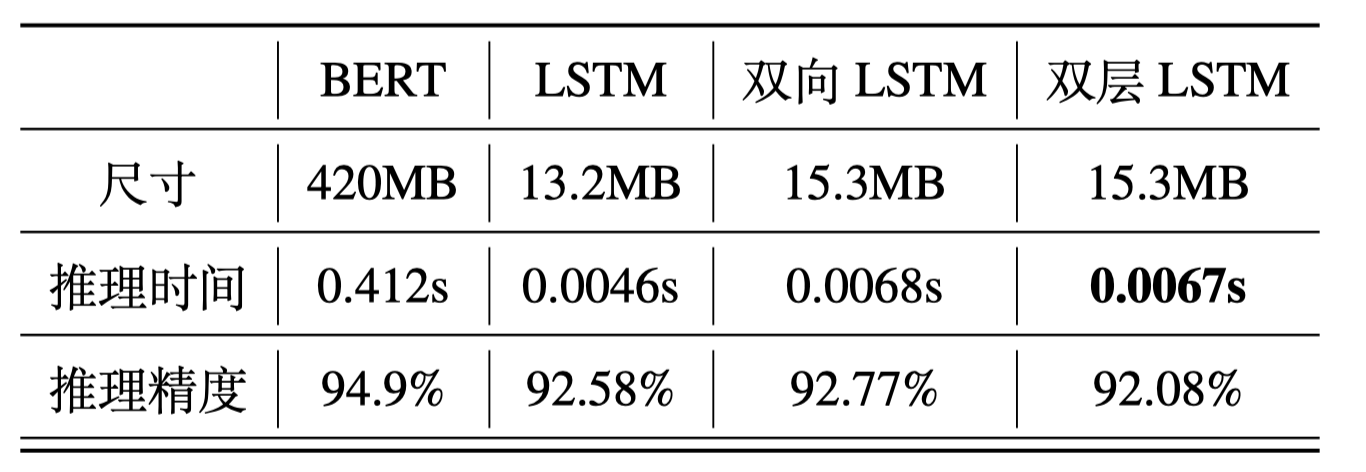 BERT LSTM 双向 LSTM 双层 LSTM
尺寸 420MB 13.2MB 15.3MB 15.3MB
推理时间 0.412s 0.0046s 0.0068s 0.0067s
推理精度 94.9% 92.58% 92.77% 92.08%